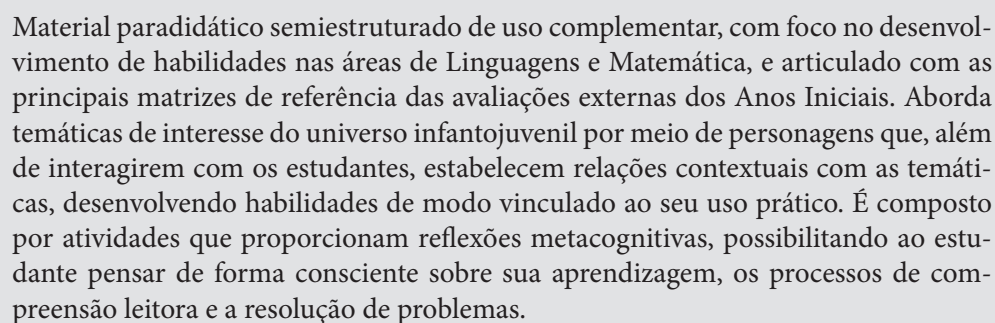 Material paradidático semiestruturado de uso complementar, com foco no desenvol-
vimento de habilidades nas áreas de Linguagens e Matemática, e articulado com as
principais matrizes de referência das avaliações externas dos Anos Iniciais. Aborda
temáticas de interesse do universo infantojuvenil por meio de personagens que, além
de interagirem com os estudantes, estabelecem relações contextuais com as temáti-
cas, desenvolvendo habilidades de modo vinculado ao seu uso prático. É composto
por atividades que proporcionam reflexões metacognitivas, possibilitando ao estu-
dante pensar de forma consciente sobre sua aprendizagem, os processos de com-
preensão leitora e a resolução de problemas.